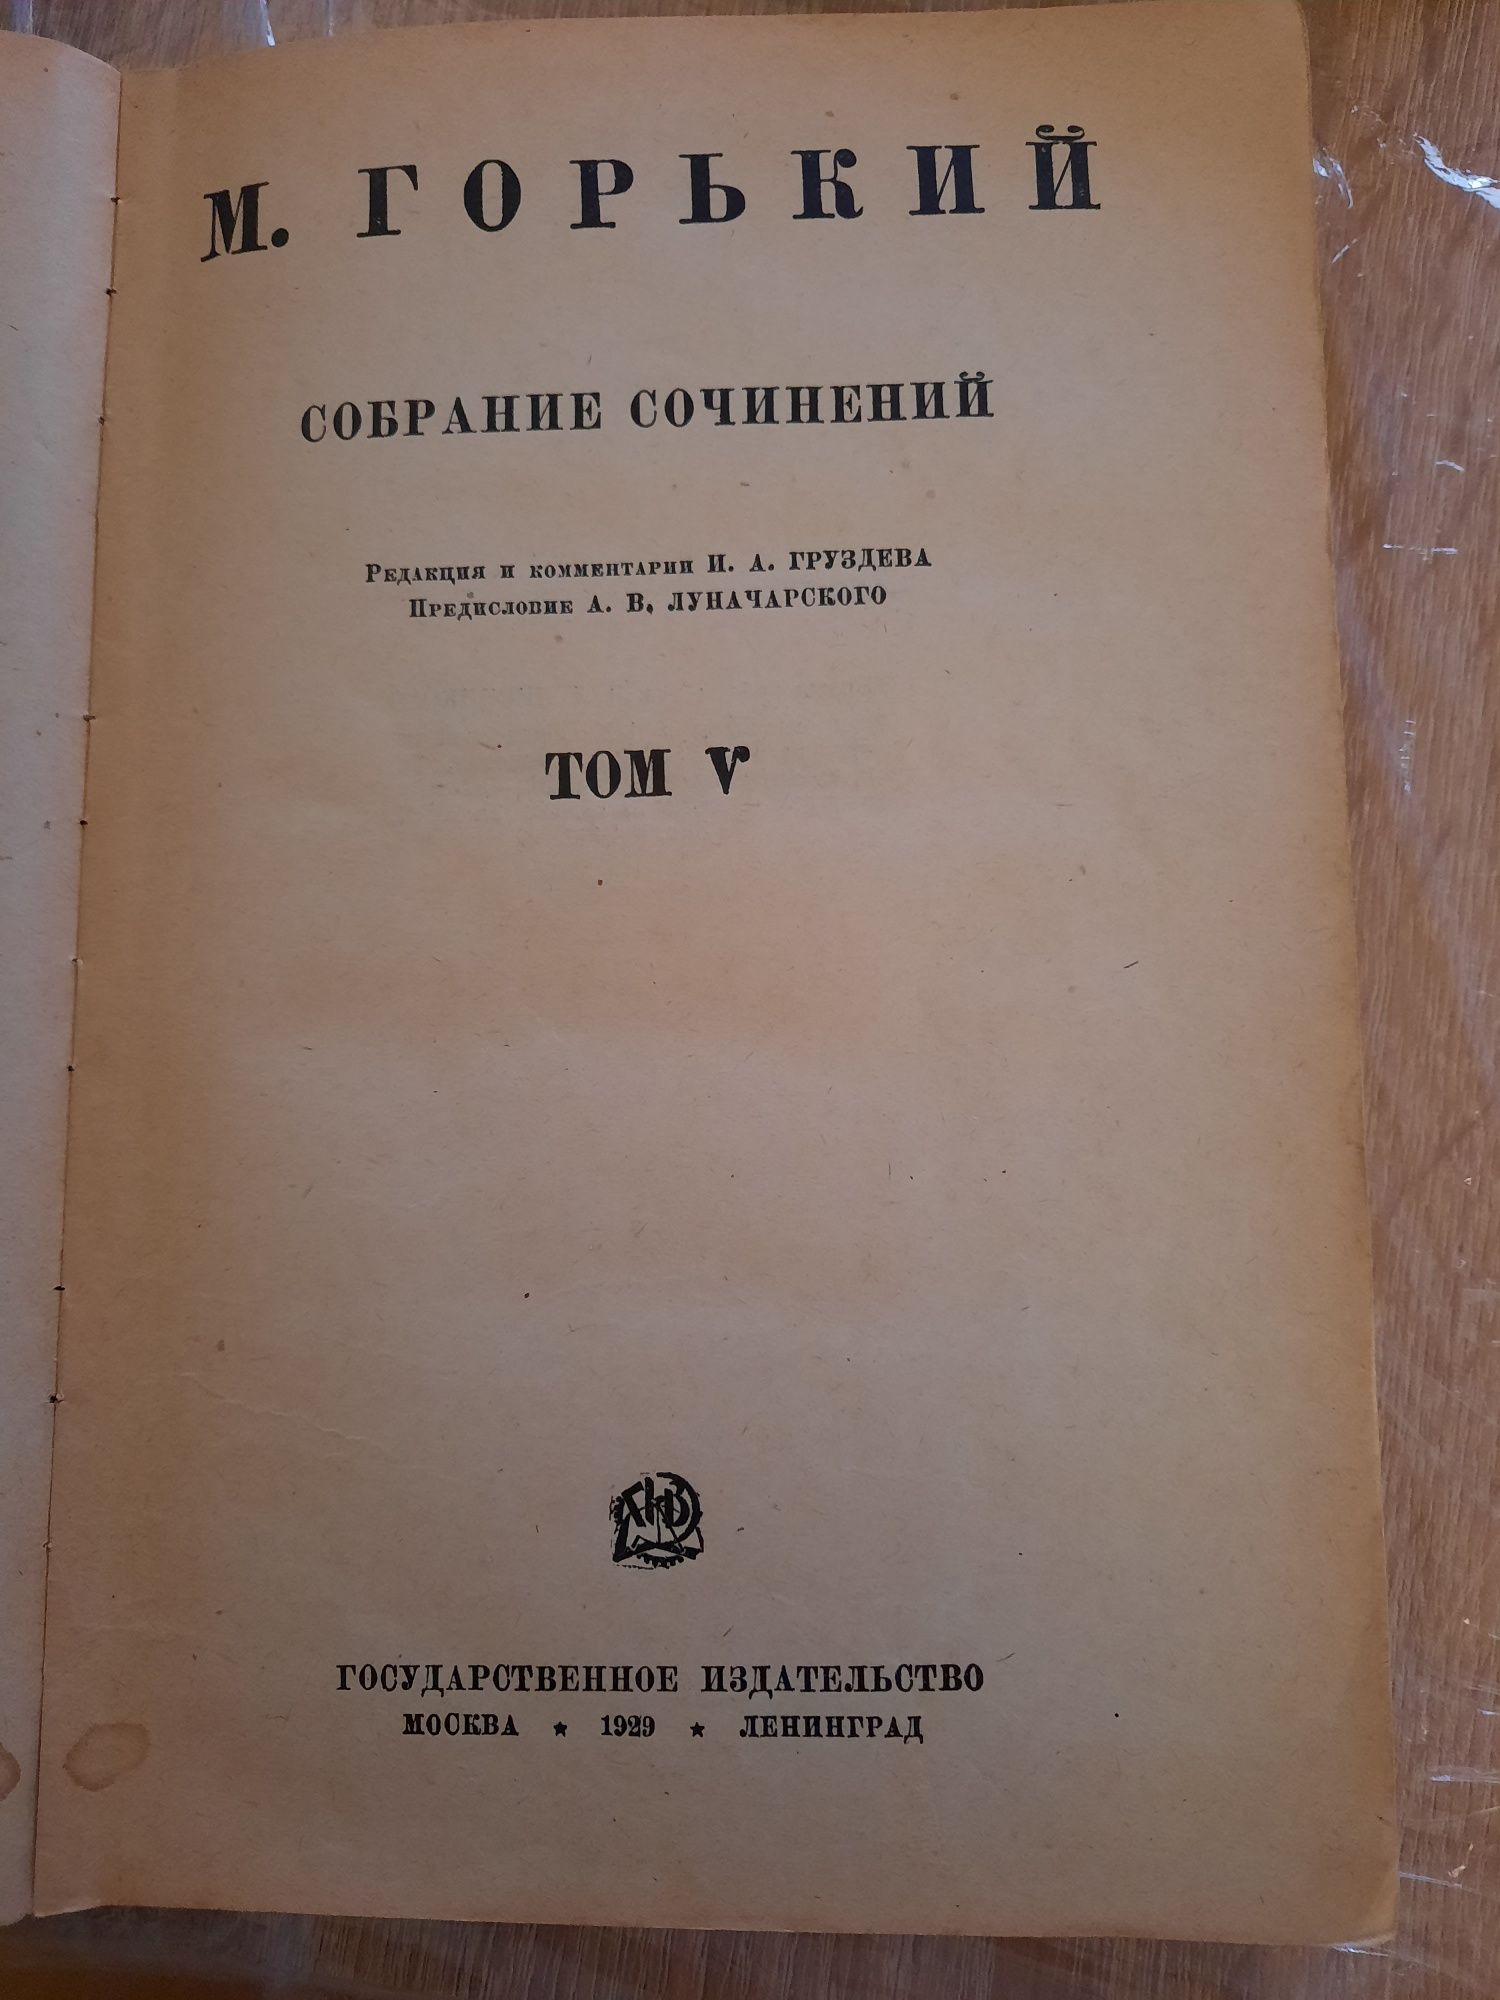 М. ГОРЬКИЙ
СОБРАНИЕ СОЧИНЕНИЙ
Редакция и комментарии И. А. ГРУЗДЕВА
Предисловие А. В. ЛУНАЧАРСКОГО
ТОМ V
ГОСУДАРСТВЕННОЕ ИЗДАТЕЛЬСТВО
МОСКВА ★ 1929 ★ ЛЕНИНГРАД